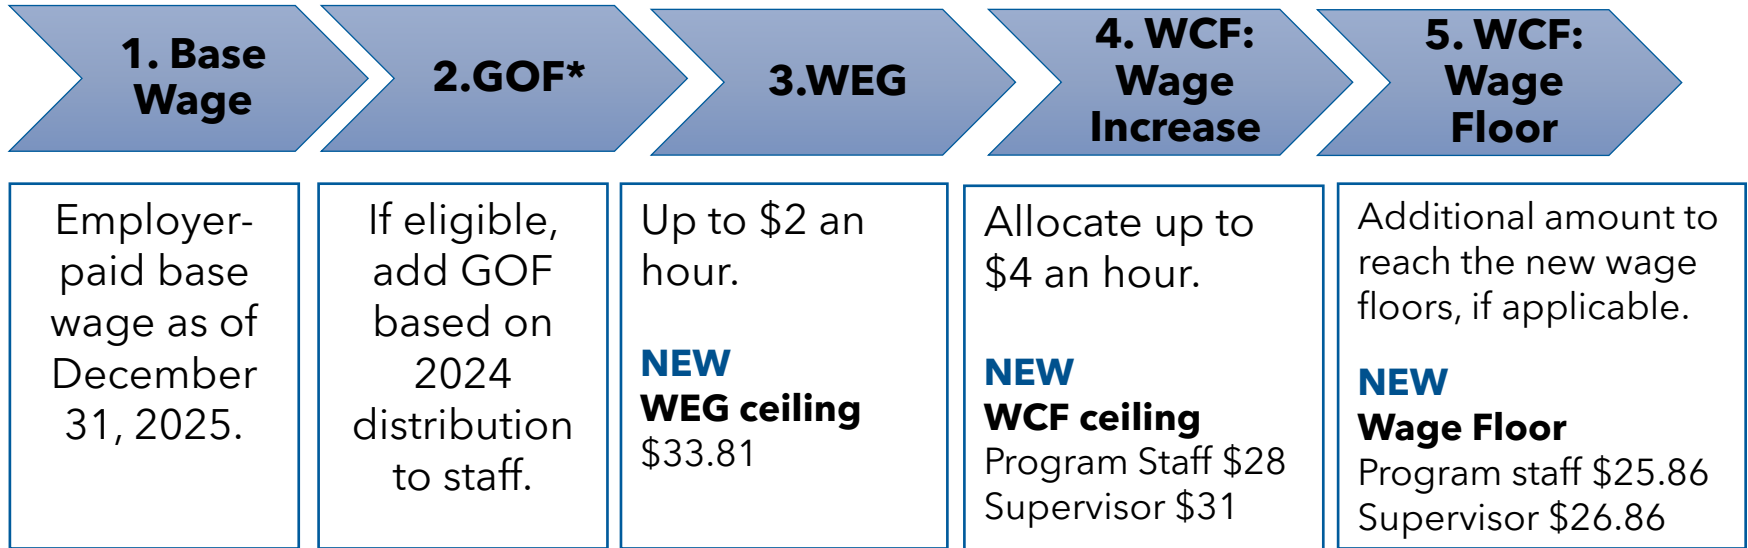 1. Base
Wage
2.GOF*
3.WEG
4. WCF:
Wage
Increase
5. WCF:
Wage
Floor
Employer-
paid base
wage as of
December
31, 2025.
If eligible,
add GOF
based on
2024
distribution
to staff.
Up to $2 an
hour.
NEW
WEG ceiling
$33.81
Allocate up to
$4 an hour.
NEW
WCF ceiling
Program Staff $28
Supervisor $31
Additional amount to
reach the new wage
floors, if applicable.
NEW
Wage Floor
Program staff $25.86
Supervisor $26.86